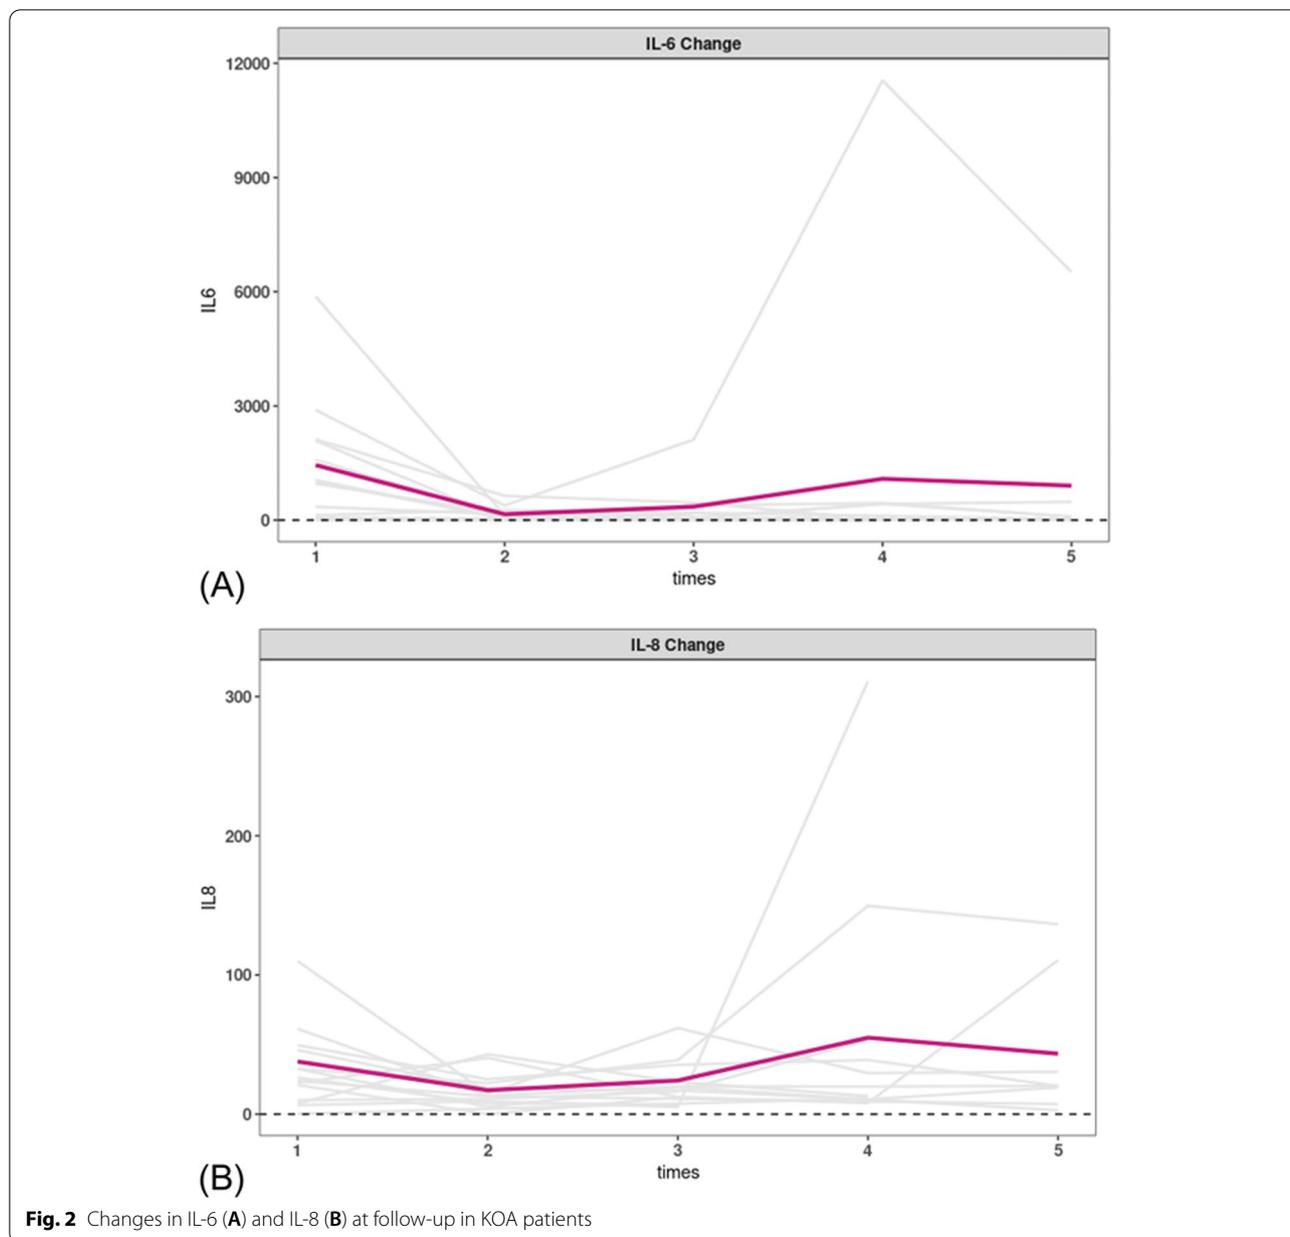 IL-6 Change
12000
9000
6000
3000
0
IL6
1 2 3 4 5
times
(A)
IL-8 Change
300
200
100
0
IL8
1 2 3 4 5
times
(B)
Fig. 2 Changes in IL-6 (A) and IL-8 (B) at follow-up in KOA patients